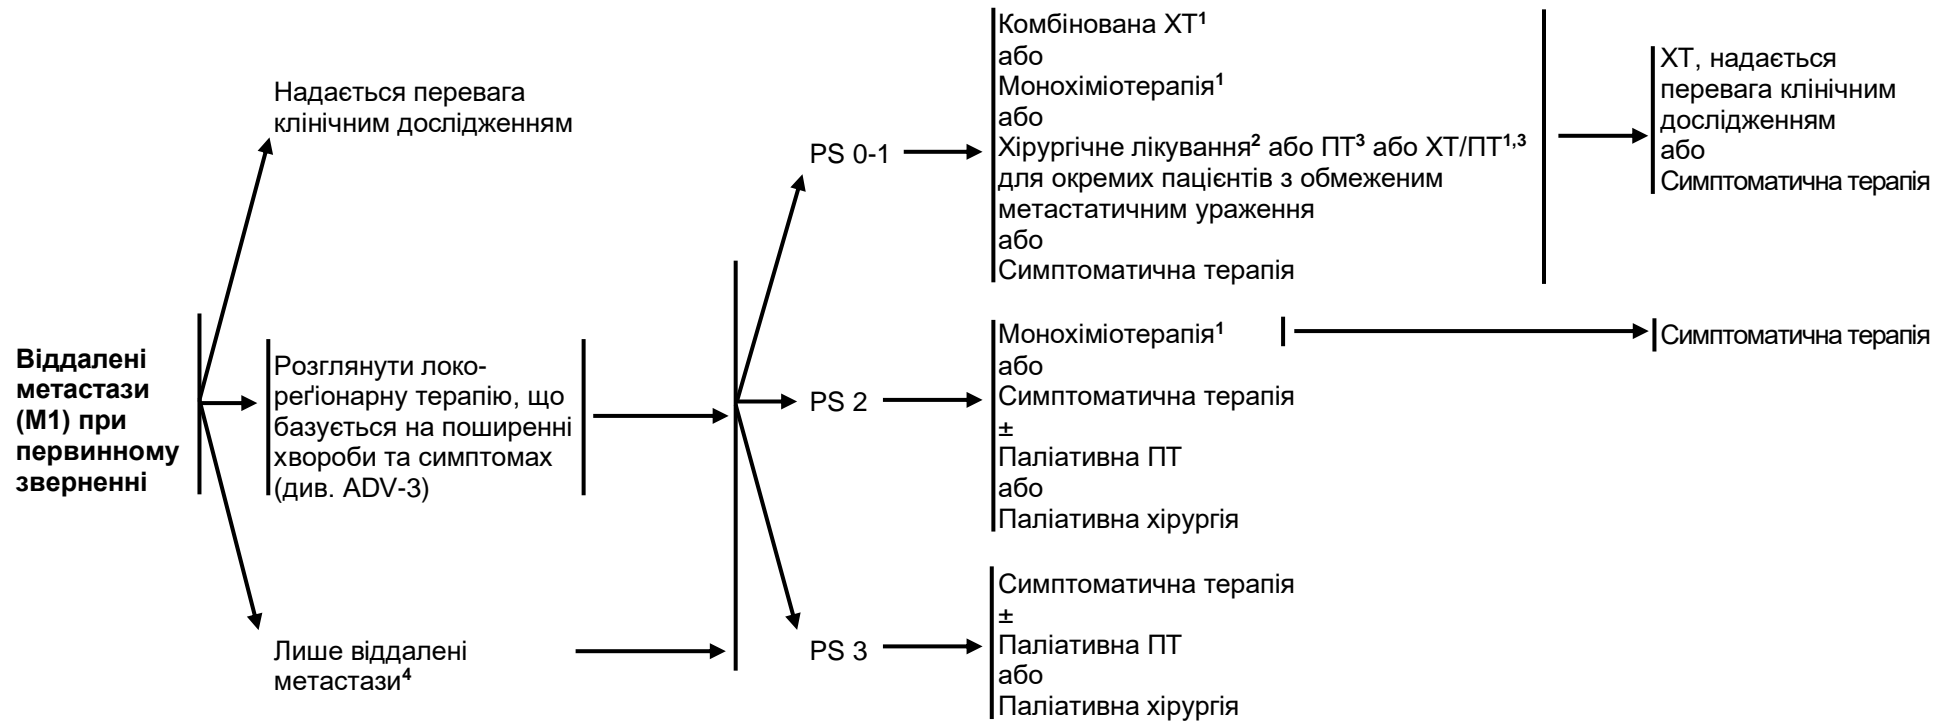 Віддалені
метастази
(М1) при
первинному
зверненні
Надається перевага
клінічним дослідженням
Розглянути локо-
реґіонарну терапію, що
базується на поширенні
хвороби та симптомах
(див. ADV-3)
Лише віддалені
метастази⁴
PS 0-1
Комбінована ХТ¹
або
Монохіміотерапія¹
або
Хірургічне лікування² або ПТ³ або ХТ/ПТ¹,³
для окремих пацієнтів з обмеженим
метастатичним ураження
або
Симптоматична терапія
ХТ, надається
перевага клінічним
дослідженням
або
Симптоматична терапія
PS 2
Монохіміотерапія¹
або
Симптоматична терапія
±
Паліативна ПТ
або
Паліативна хірургія
Симптоматична терапія
PS 3
Симптоматична терапія
±
Паліативна ПТ
або
Паліативна хірургія